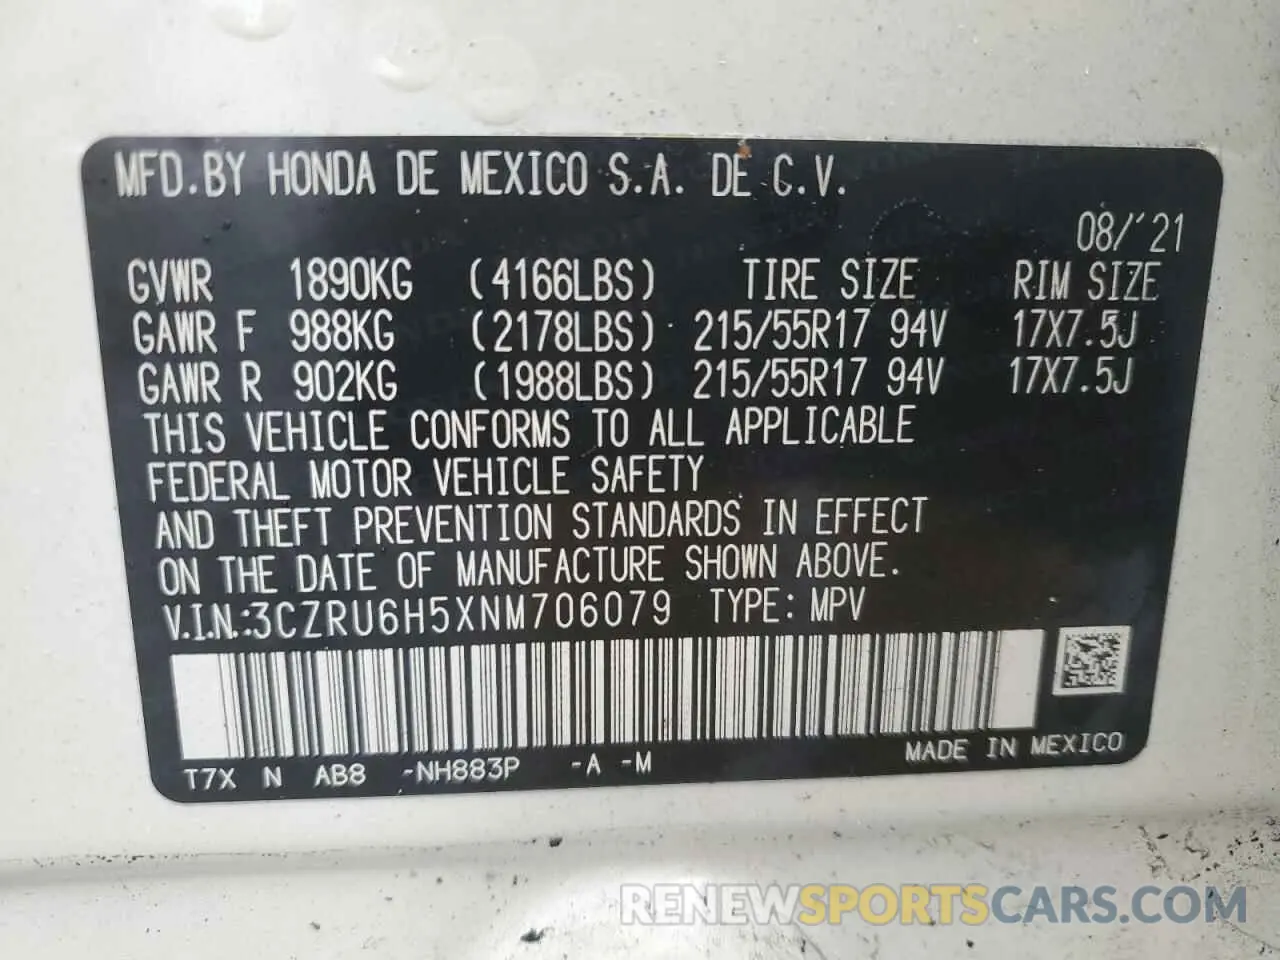 MFD.BY HONDA DE MEXICO S.A. DE C.V.
08/'21
GVWR 1890KG (4166LBS) TIRE SIZE RIM SIZE
GAWR F 988KG (2178LBS) 215/55R17 94V 17X7.5J
GAWR R 902KG (1988LBS) 215/55R17 94V 17X7.5J
THIS VEHICLE CONFORMS TO ALL APPLICABLE
FEDERAL MOTOR VEHICLE SAFETY
AND THEFT PREVENTION STANDARDS IN EFFECT
ON THE DATE OF MANUFACTURE SHOWN ABOVE.
V.I.N.:3CZRU6H5XNM706079 TYPE: MPV
T7X N AB8 -NH883P -A -M MADE IN MEXICO
RENEWSPORTSCARS.COM